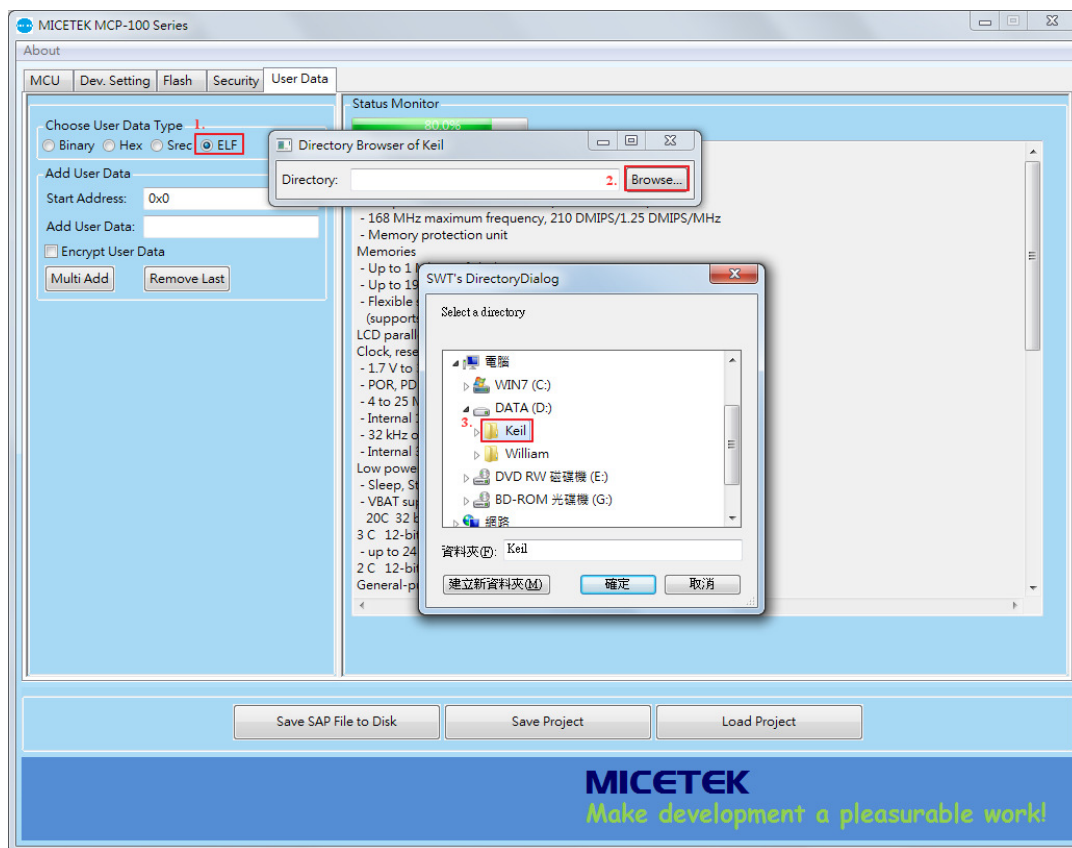 MICETEK MCP-100 Series
About
MCU Dev. Setting Flash Security User Data
Choose User Data Type 1.
Binary Hex Srec ELF
Add User Data
Start Address: 0x0
Add User Data:
Encrypt User Data
Multi Add Remove Last
Status Monitor
80.0%
Directory Browser of Keil
Directory: 2. Browse...
- 168 MHz maximum frequency, 210 DMIPS/1.25 DMIPS/MHz
- Memory protection unit
Memories
- Up to 1
- Up to 19
- Flexible
(support
LCD parall
Clock, rese
- 1.7 V to
- POR, PD
- 4 to 25
- Internal
- 32 kHz o
- Internal
Low powe
- Sleep, St
- VBAT su
20C 32 b
3 C 12-bi
- up to 24
2 C 12-bi
General-p
SWT's DirectoryDialog
Select a directory
電腦
WIN7 (C:)
DATA (D:)
3. Keil
William
DVD RW 磁碟機 (E:)
BD-ROM 光碟機 (G:)
網路
資料夾(F): Keil
建立新資料夾(M) 確定 取消
Save SAP File to Disk Save Project Load Project
MICETEK
Make development a pleasurable work!